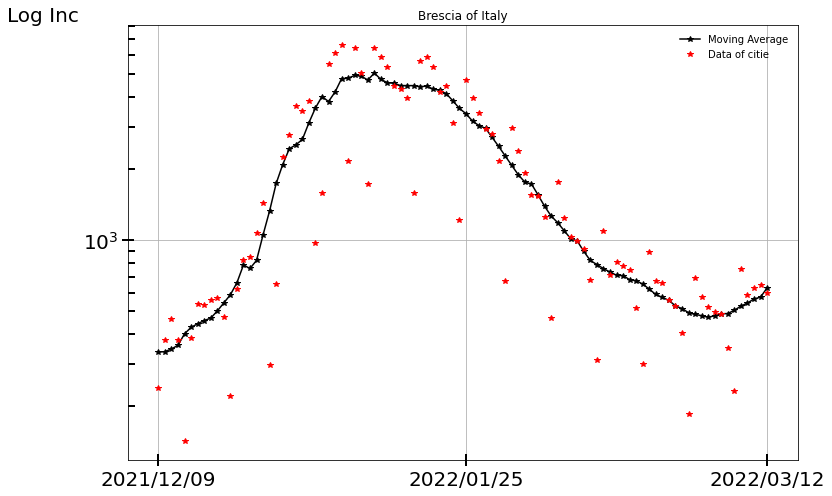 Log Inc
Brescia of Italy
Moving Average
Data of citie
10³
2021/12/09
2022/01/25
2022/03/12